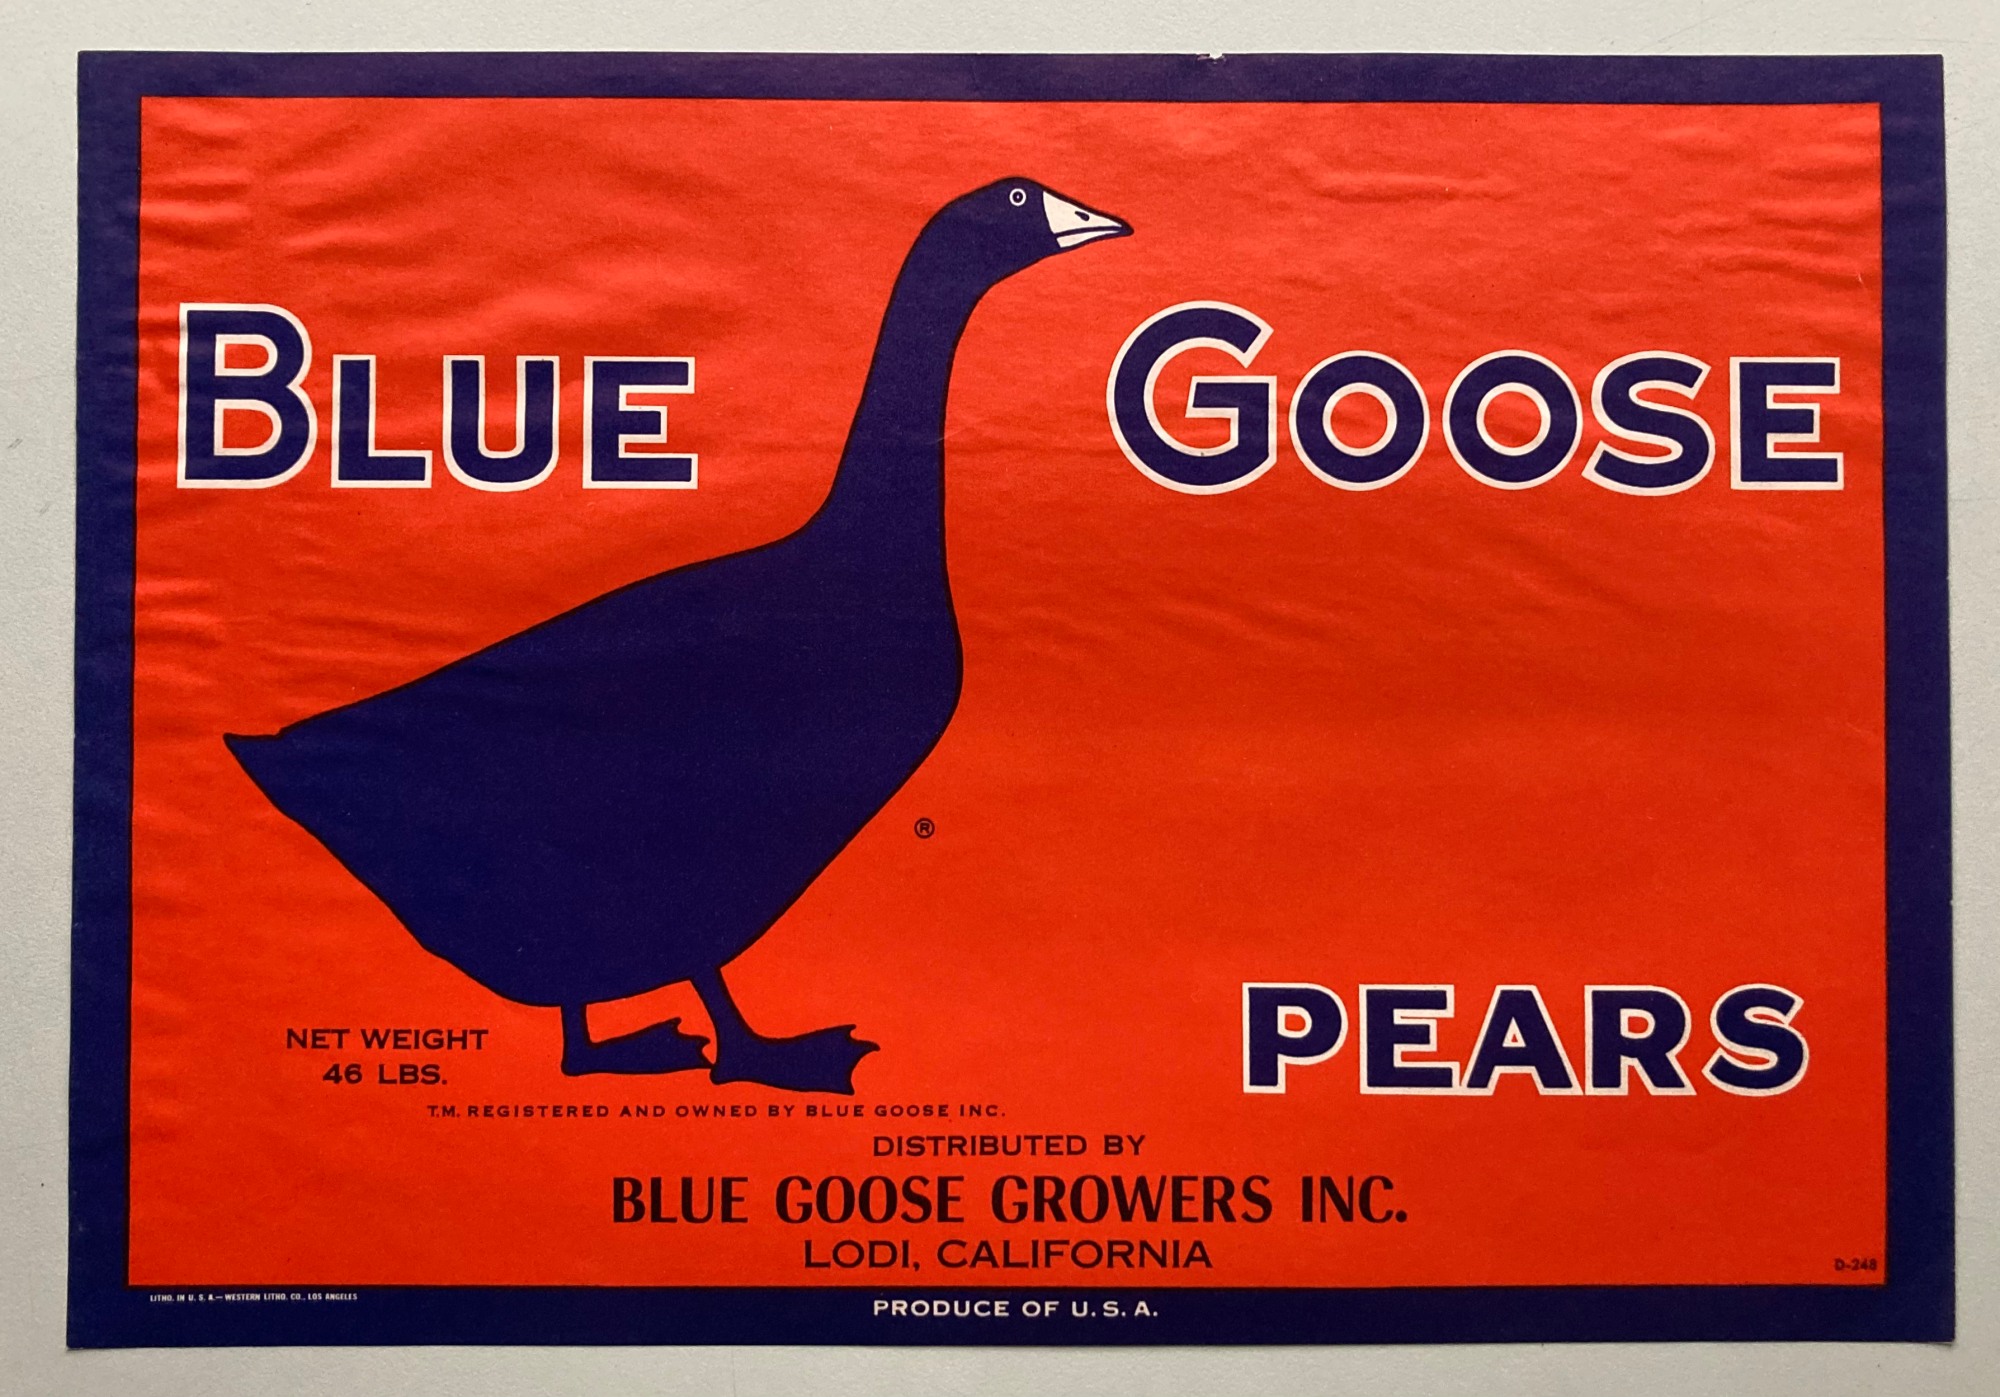 BLUE GOOSE
®
PEARS
NET WEIGHT
46 LBS.
T.M. REGISTERED AND OWNED BY BLUE GOOSE INC.
DISTRIBUTED BY
BLUE GOOSE GROWERS INC.
LODI, CALIFORNIA
D-248
LITHO. IN U. S. A.—WESTERN LITHO. CO., LOS ANGELES
PRODUCE OF U. S. A.